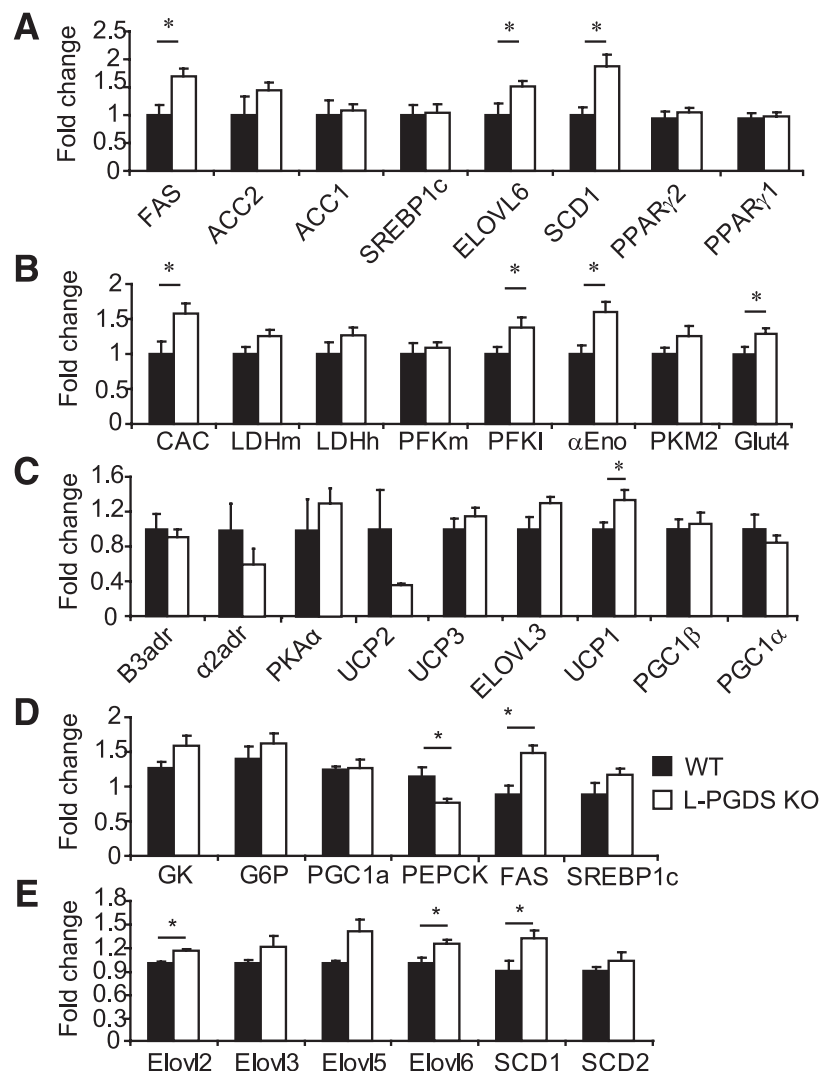 A
Fold change
2.5
2
1.5
1
0.5
0
*
*
*
FAS
ACC2
ACC1
SREBP1c
ELOVL6
SCD1
PPARγ2
PPARγ1
B
Fold change
2
1.5
1
0.5
0
*
*
*
*
CAC
LDHm
LDHh
PFKm
PFKl
αEno
PKM2
Glut4
C
Fold change
1.6
1.2
0.8
0.4
0
*
B3adr
α2adr
PKAα
UCP2
UCP3
ELOVL3
UCP1
PGC1β
PGC1α
D
Fold change
2
1.5
1
0.5
0
*
*
WT
L-PGDS KO
GK
G6P
PGC1a
PEPCK
FAS
SREBP1c
E
Fold change
1.8
1.5
1.2
0.9
0.6
0.3
0
*
*
*
Elovl2
Elovl3
Elovl5
Elovl6
SCD1
SCD2